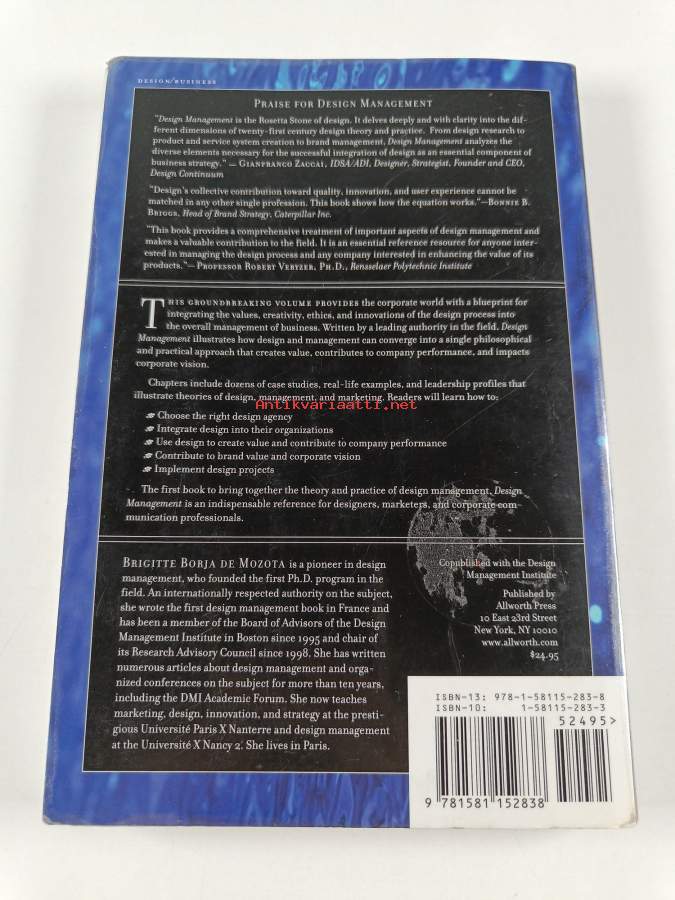 DESIGN/BUSINESS
PRAISE FOR DESIGN MANAGEMENT
"Design Management is the Rosetta Stone of design. It delves deeply and with clarity into the dif-
ferent dimensions of twenty-first century design theory and practice. From design research to
product and service system creation to brand management, Design Management analyzes the
diverse elements necessary for the successful integration of design as an essential component of
business strategy." — GIANFRANCO ZACCAI, IDSA/ADI, Designer, Strategist, Founder and CEO,
Design Continuum
"Design's collective contribution toward quality, innovation, and user experience cannot be
matched in any other single profession. This book shows how the equation works."—BONNIE B.
BRIGGS, Head of Brand Strategy, Caterpillar Inc.
"This book provides a comprehensive treatment of important aspects of design management and
makes a valuable contribution to the field. It is an essential reference resource for anyone inter-
ested in managing the design process and any company interested in enhancing the value of its
products."—PROFESSOR ROBERT VERYZER, PH.D., Rensselaer Polytechnic Institute
THIS GROUNDBREAKING VOLUME PROVIDES the corporate world with a blueprint for
integrating the values, creativity, ethics, and innovations of the design process into
the overall management of business. Written by a leading authority in the field, Design
Management illustrates how design and management can converge into a single philosophical
and practical approach that creates value, contributes to company performance, and impacts
corporate vision.
Chapters include dozens of case studies, real-life examples, and leadership profiles that
illustrate theories of design, management, and marketing. Readers will learn how to:
Antikvariaatti.net
Choose the right design agency
Integrate design into their organizations
Use design to create value and contribute to company performance
Contribute to brand value and corporate vision
Implement design projects
The first book to bring together the theory and practice of design management, Design
Management is an indispensable reference for designers, marketers, and corporate com-
munication professionals.
BRIGITTE BORJA DE MOZOTA is a pioneer in design
management, who founded the first Ph.D. program in the
field. An internationally respected authority on the subject,
she wrote the first design management book in France and
has been a member of the Board of Advisors of the Design
Management Institute in Boston since 1995 and chair of
its Research Advisory Council since 1998. She has written
numerous articles about design management and orga-
nized conferences on the subject for more than ten years,
including the DMI Academic Forum. She now teaches
marketing, design, innovation, and strategy at the presti-
gious Université Paris X Nanterre and design management
at the Université X Nancy 2. She lives in Paris.
Copublished with the Design
Management Institute
Published by
Allworth Press
10 East 23rd Street
New York, NY 10010
www.allworth.com
$24.95
ISBN-13: 978-1-58115-283-8
ISBN-10: 1-58115-283-3
52495>
9 781581 152838